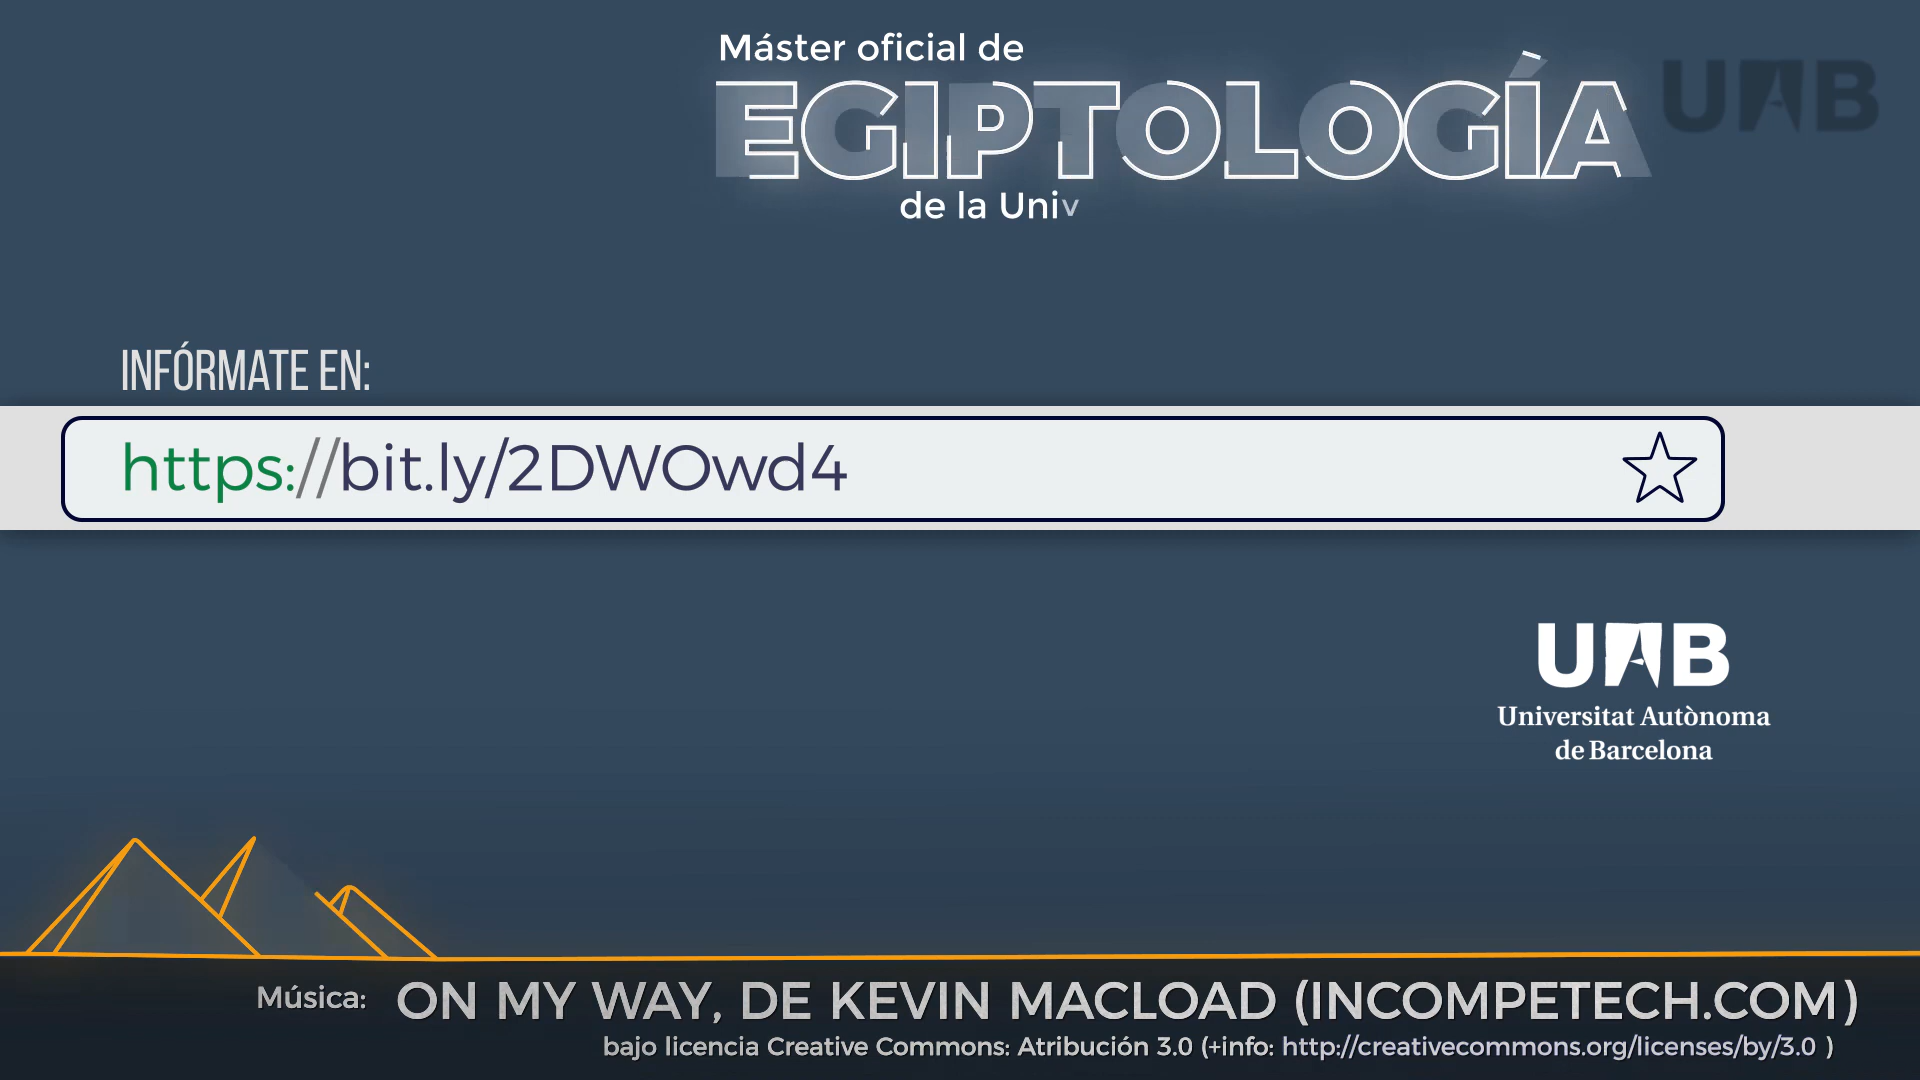 Máster oficial de
EGIPTOLOGÍA
UAB
de la Univ
INFÓRMATE EN:
https://bit.ly/2DWOwd4
UAB
Universitat Autònoma
de Barcelona
Música: ON MY WAY, DE KEVIN MACLOAD (INCOMPETECH.COM)
bajo licencia Creative Commons: Atribución 3.0 (+info: http://creativecommons.org/licenses/by/3.0 )